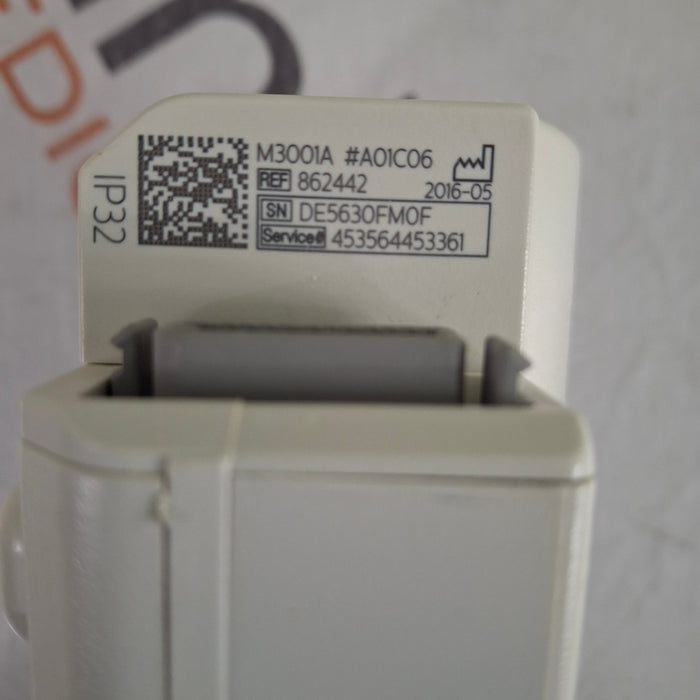 M3001A #A01C06
REF 862442
2016-05
SN DE5630FM0F
Service# 453564453361
IP32